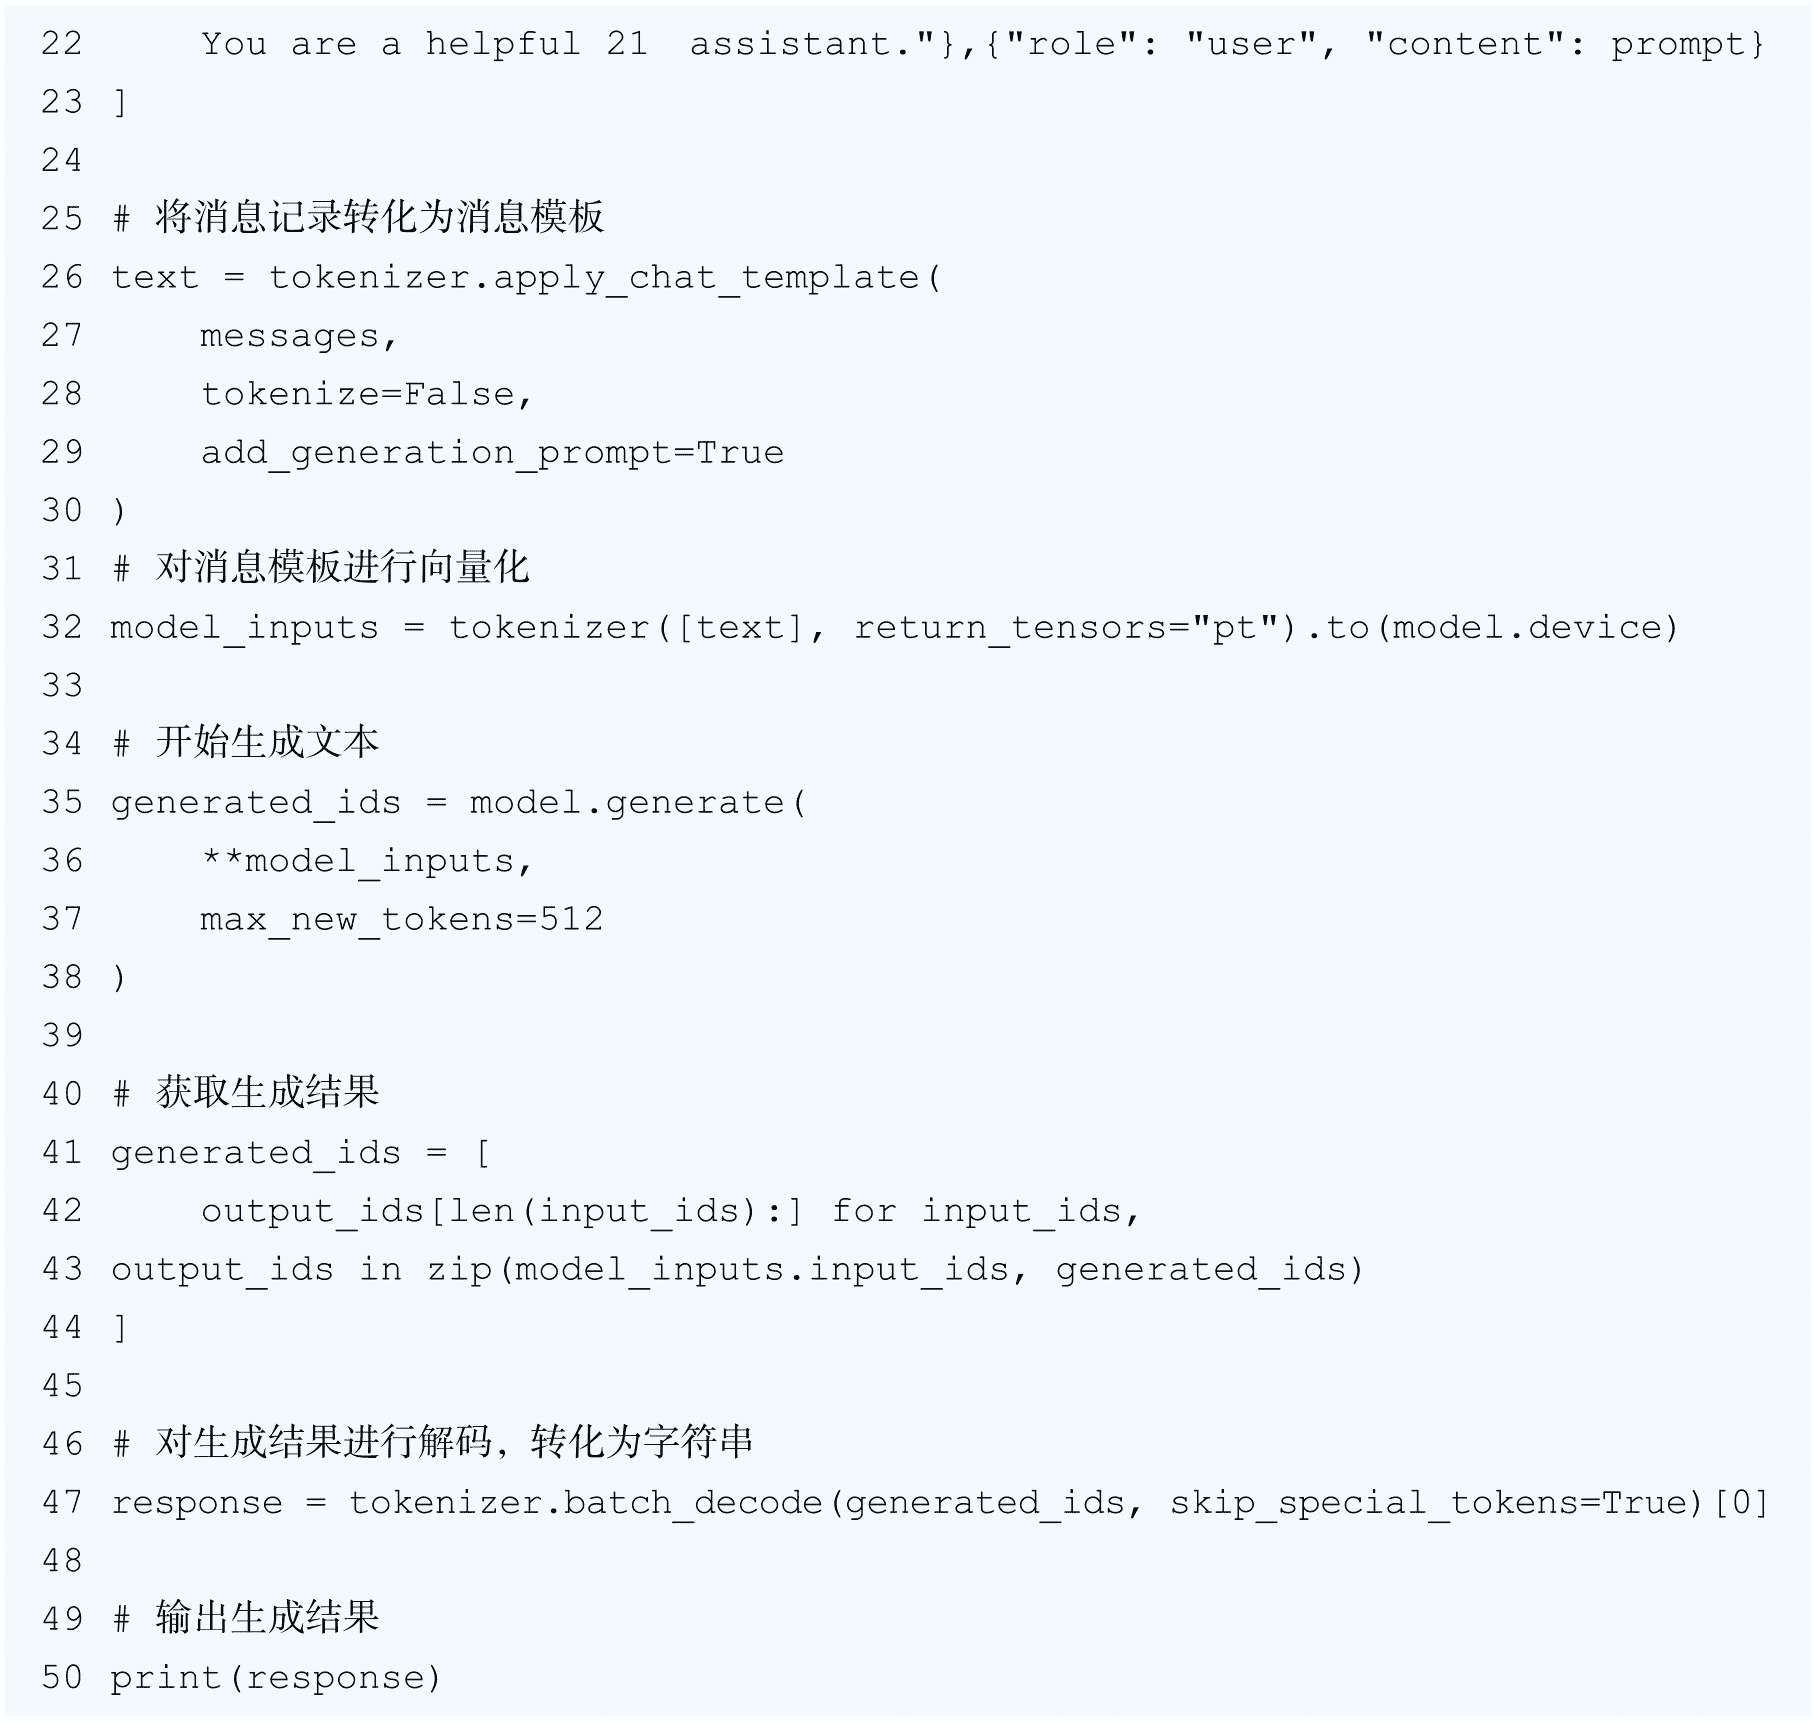 22    You are a helpful 21  assistant."},{"role": "user", "content": prompt}
23 ]
24
25 # 将消息记录转化为消息模板
26 text = tokenizer.apply_chat_template(
27    messages,
28    tokenize=False,
29    add_generation_prompt=True
30 )
31 # 对消息模板进行向量化
32 model_inputs = tokenizer([text], return_tensors="pt").to(model.device)
33
34 # 开始生成文本
35 generated_ids = model.generate(
36    **model_inputs,
37    max_new_tokens=512
38 )
39
40 # 获取生成结果
41 generated_ids = [
42    output_ids[len(input_ids):] for input_ids,
43 output_ids in zip(model_inputs.input_ids, generated_ids)
44 ]
45
46 # 对生成结果进行解码，转化为字符串
47 response = tokenizer.batch_decode(generated_ids, skip_special_tokens=True)[0]
48
49 # 输出生成结果
50 print(response)